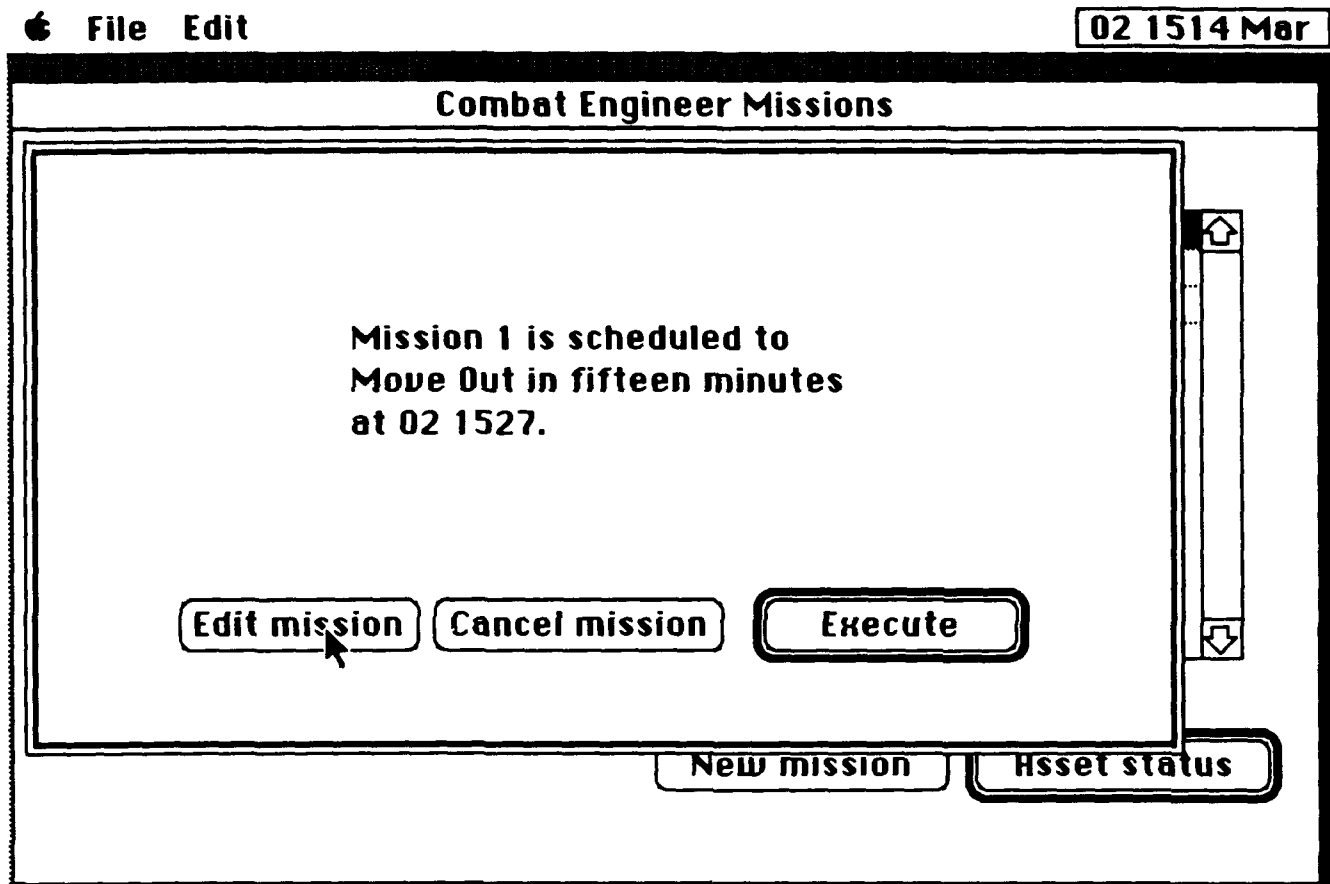 File Edit 02 1514 Mar
Combat Engineer Missions
Mission 1 is scheduled to
Move Out in fifteen minutes
at 02 1527.
Edit mission Cancel mission Execute
New mission Asset status